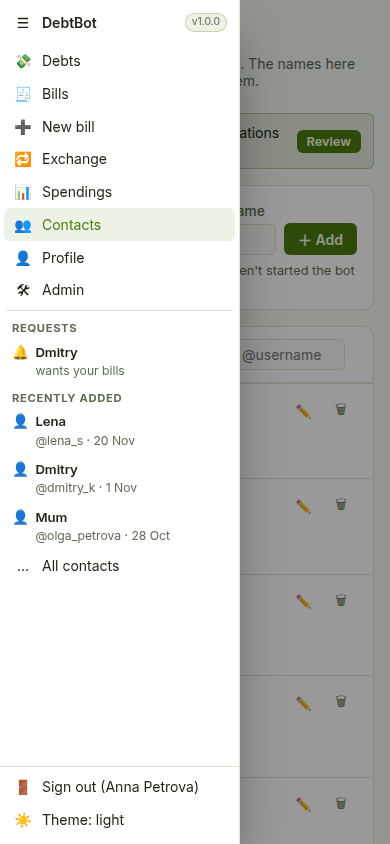 DebtBot v1.0.0
Debts
Bills
New bill
Exchange
Spendings
Contacts
Profile
Admin
REQUESTS
Dmitry
wants your bills
RECENTLY ADDED
Lena
@lena_s · 20 Nov
Dmitry
@dmitry_k · 1 Nov
Mum
@olga_petrova · 28 Oct
... All contacts
Sign out (Anna Petrova)
Theme: light
. The names here
em.
ations
Review
ame
+ Add
en't started the bot
@username